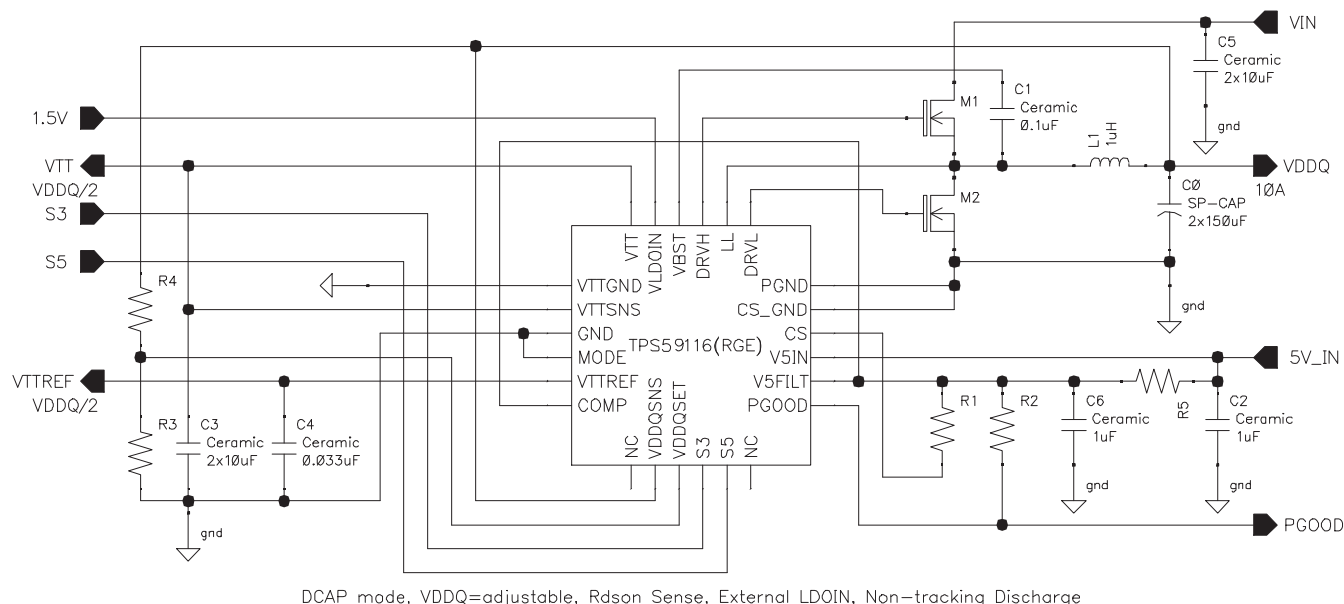 VIN
C5
Ceramic
2x10uF
gnd
M1
C1
Ceramic
0.1uF
1.5V
L1
1uH
VTT
VDDQ/2
VDDQ
10A
M2
C0
SP-CAP
2x150uF
gnd
S3
S5
VTT
VLDOIN
VBST
DRVH
LL
DRVL
R4
VTTGND
VTTSNS
GND
MODE
VTTREF
COMP
TPS59116(RGE)
PGND
CS_GND
CS
V5IN
V5FILT
PGOOD
5V_IN
VTTREF
VDDQ/2
R3
C3
Ceramic
2x10uF
C4
Ceramic
0.033uF
NC
VDDQSNS
VDDQSET
S3
S5
NC
R1
R2
C6
Ceramic
1uF
R5
C2
Ceramic
1uF
gnd
gnd
gnd
PGOOD
DCAP mode, VDDQ=adjustable, Rdson Sense, External LDOIN, Non-tracking Discharge